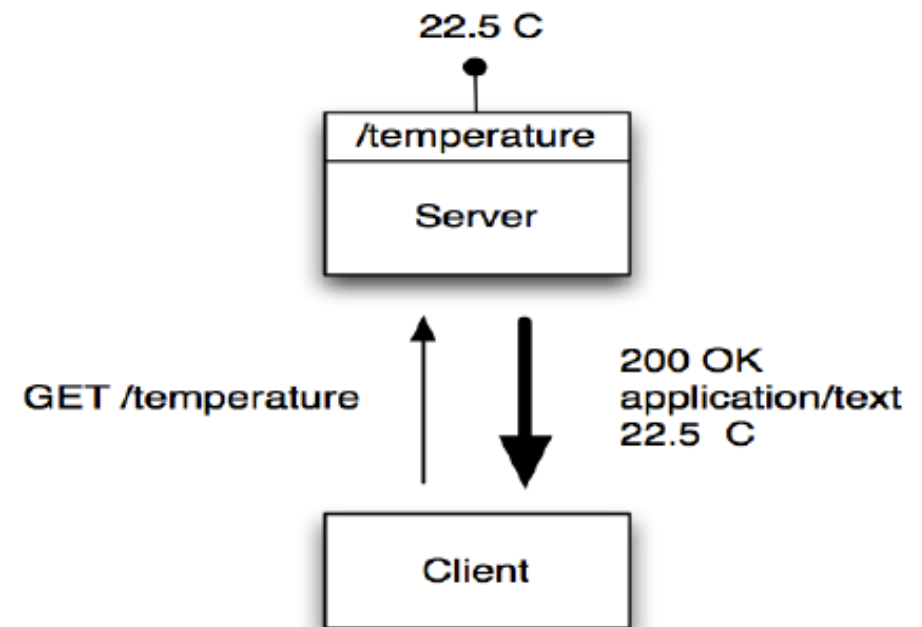 22.5 C
/temperature
Server
GET /temperature
200 OK
application/text
22.5  C
Client